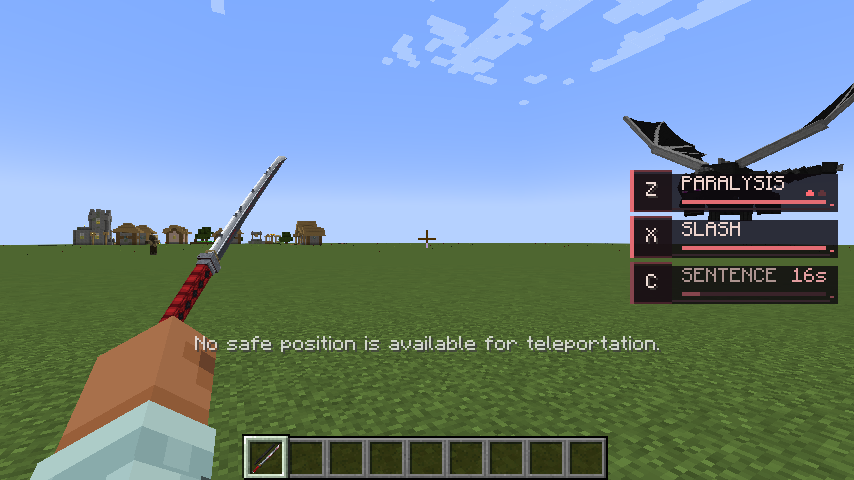 Z PARALYSIS
X SLASH
C SENTENCE 16s
No safe position is available for teleportation.